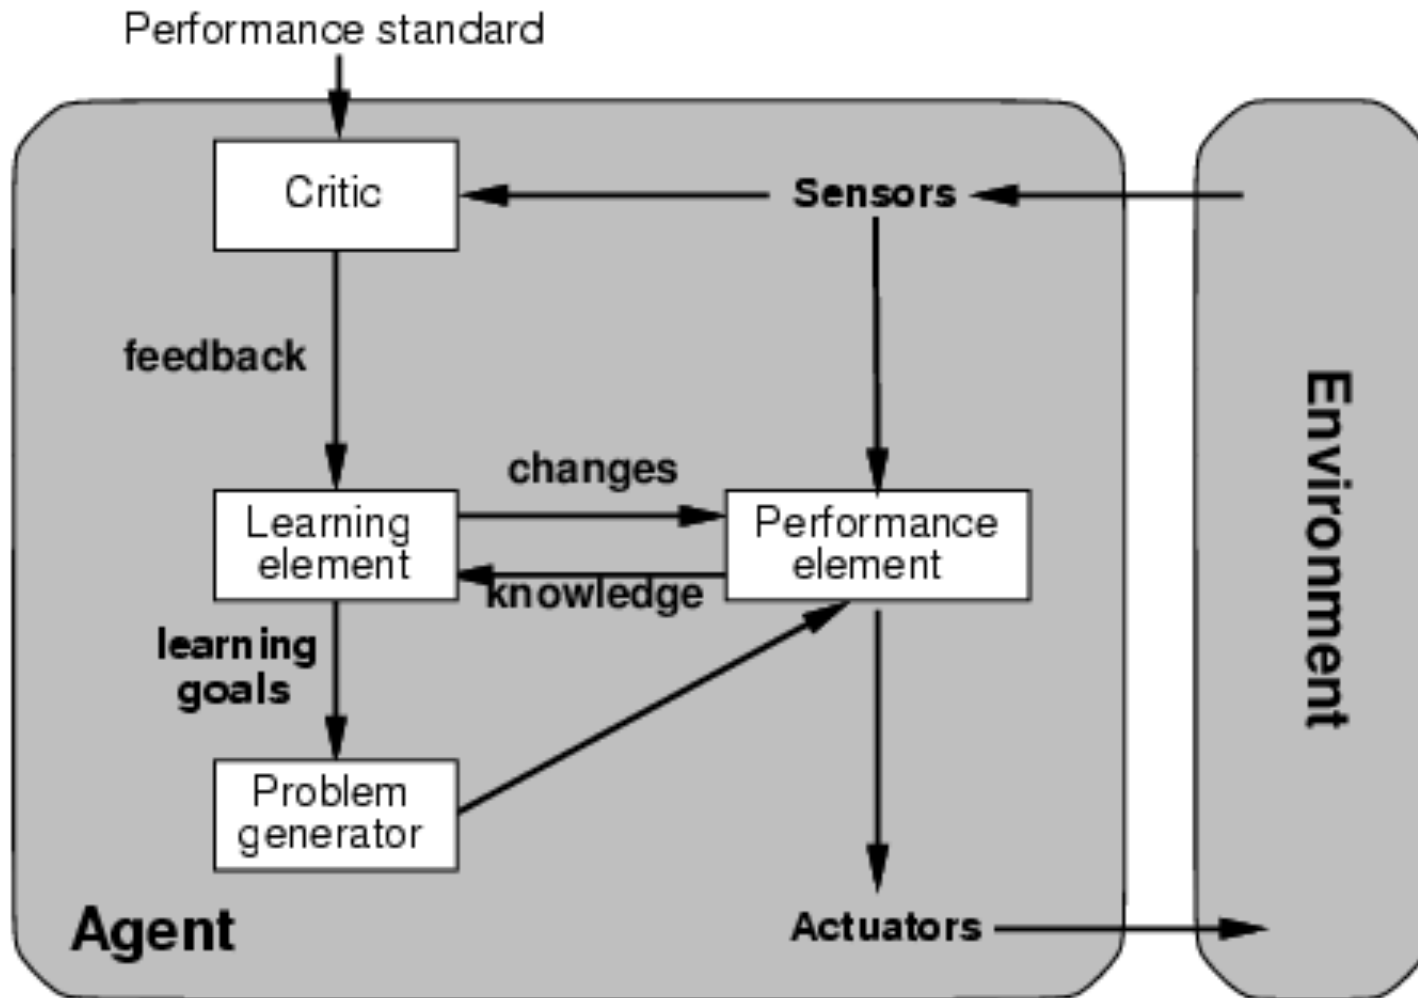 Performance standard
Critic
Sensors
feedback
changes
Learning
element
Performance
element
knowledge
learning
goals
Problem
generator
Agent
Actuators
Environment